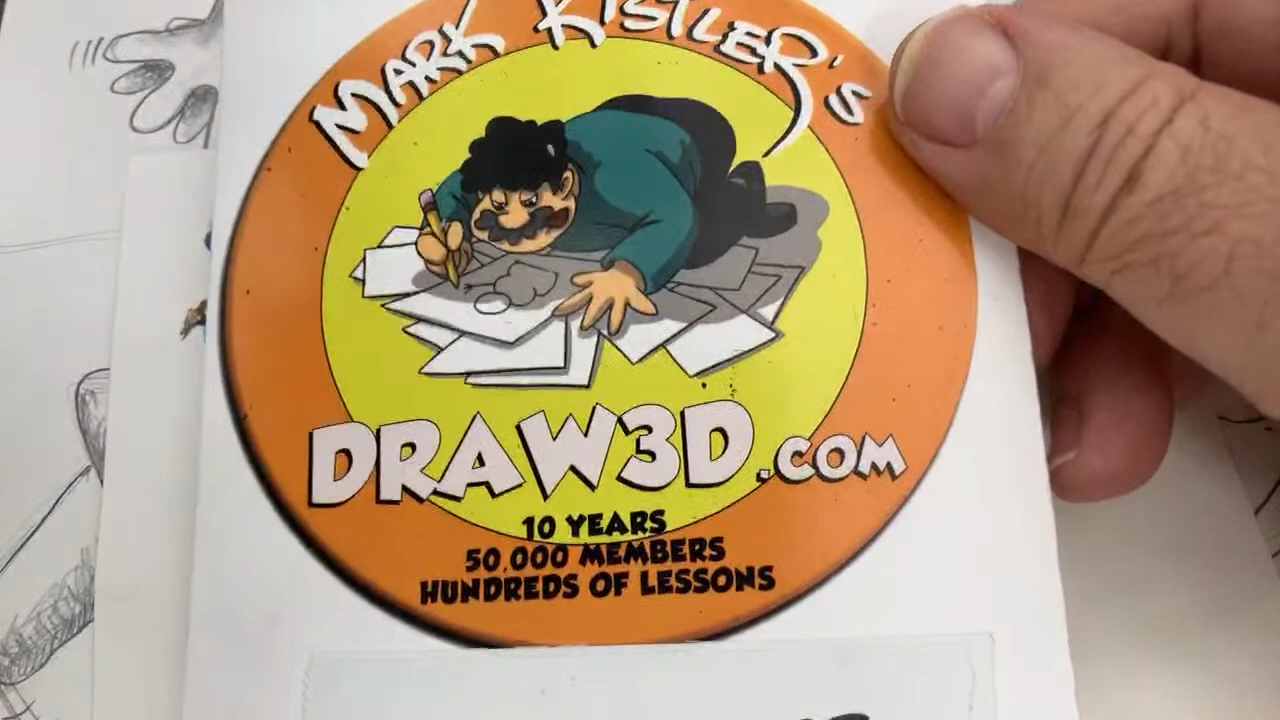 MARK KISTLER'S
DRAW3D.COM
10 YEARS
50,000 MEMBERS
HUNDREDS OF LESSONS